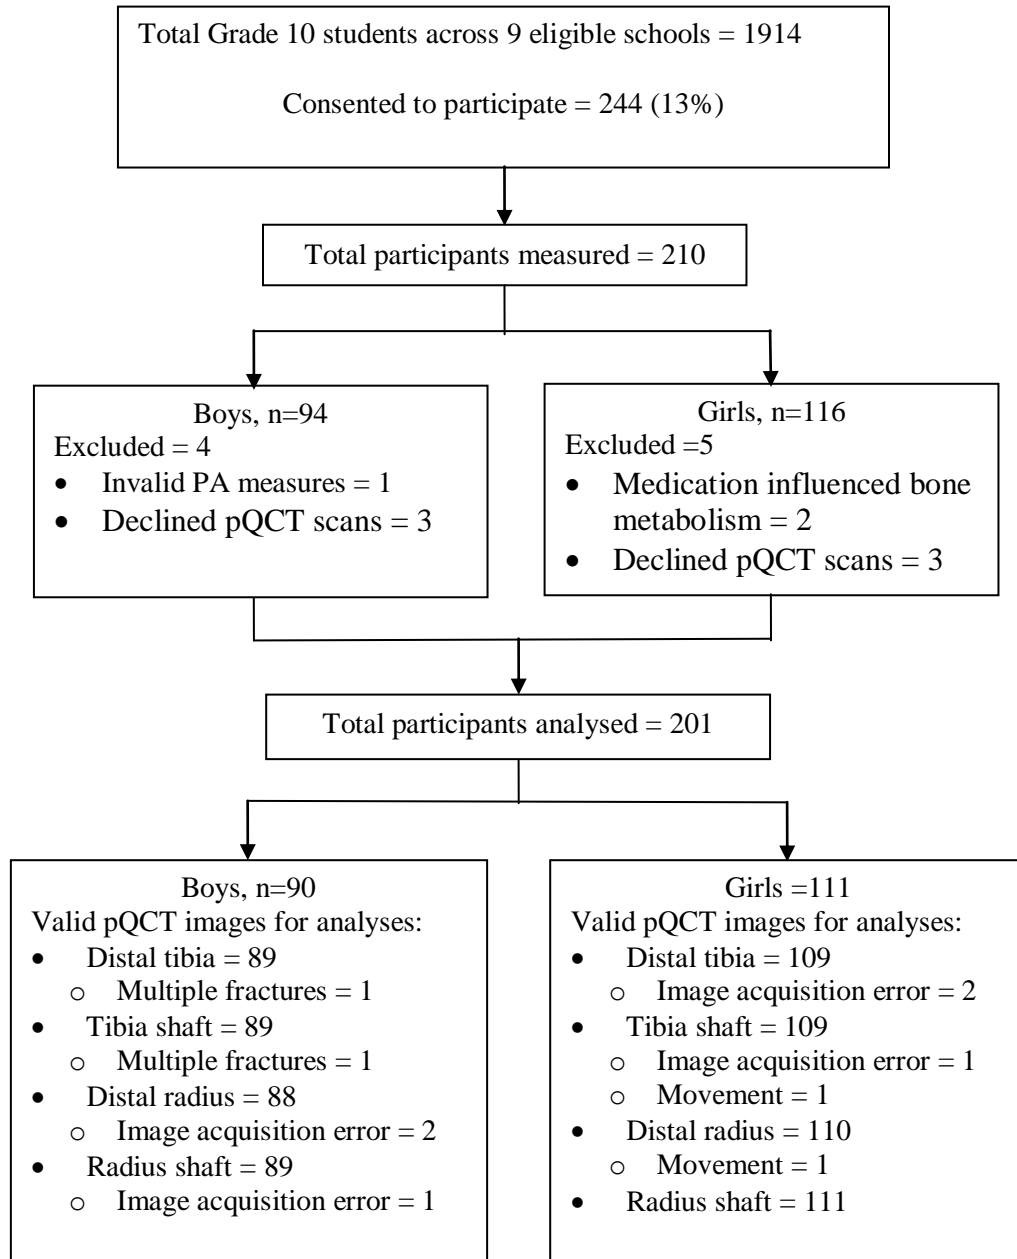 Total Grade 10 students across 9 eligible schools = 1914
Consented to participate = 244 (13%)
Total participants measured = 210
Boys, n=94
Excluded = 4
• Invalid PA measures = 1
• Declined pQCT scans = 3
Girls, n=116
Excluded =5
• Medication influenced bone
metabolism = 2
• Declined pQCT scans = 3
Total participants analysed = 201
Boys, n=90
Valid pQCT images for analyses:
• Distal tibia = 89
o Multiple fractures = 1
• Tibia shaft = 89
o Multiple fractures = 1
• Distal radius = 88
o Image acquisition error = 2
• Radius shaft = 89
o Image acquisition error = 1
Girls =111
Valid pQCT images for analyses:
• Distal tibia = 109
o Image acquisition error = 2
• Tibia shaft = 109
o Image acquisition error = 1
o Movement = 1
• Distal radius = 110
o Movement = 1
• Radius shaft = 111